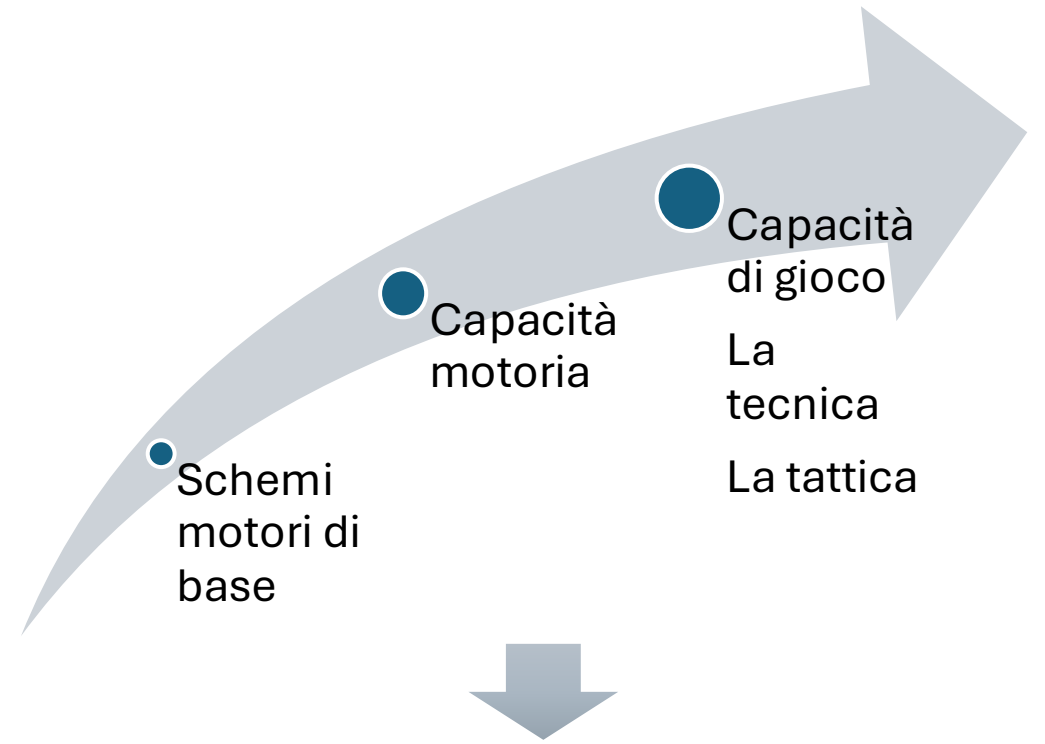 Schemi
motori di
base
Capacità
motoria
Capacità
di gioco
La
tecnica
La tattica